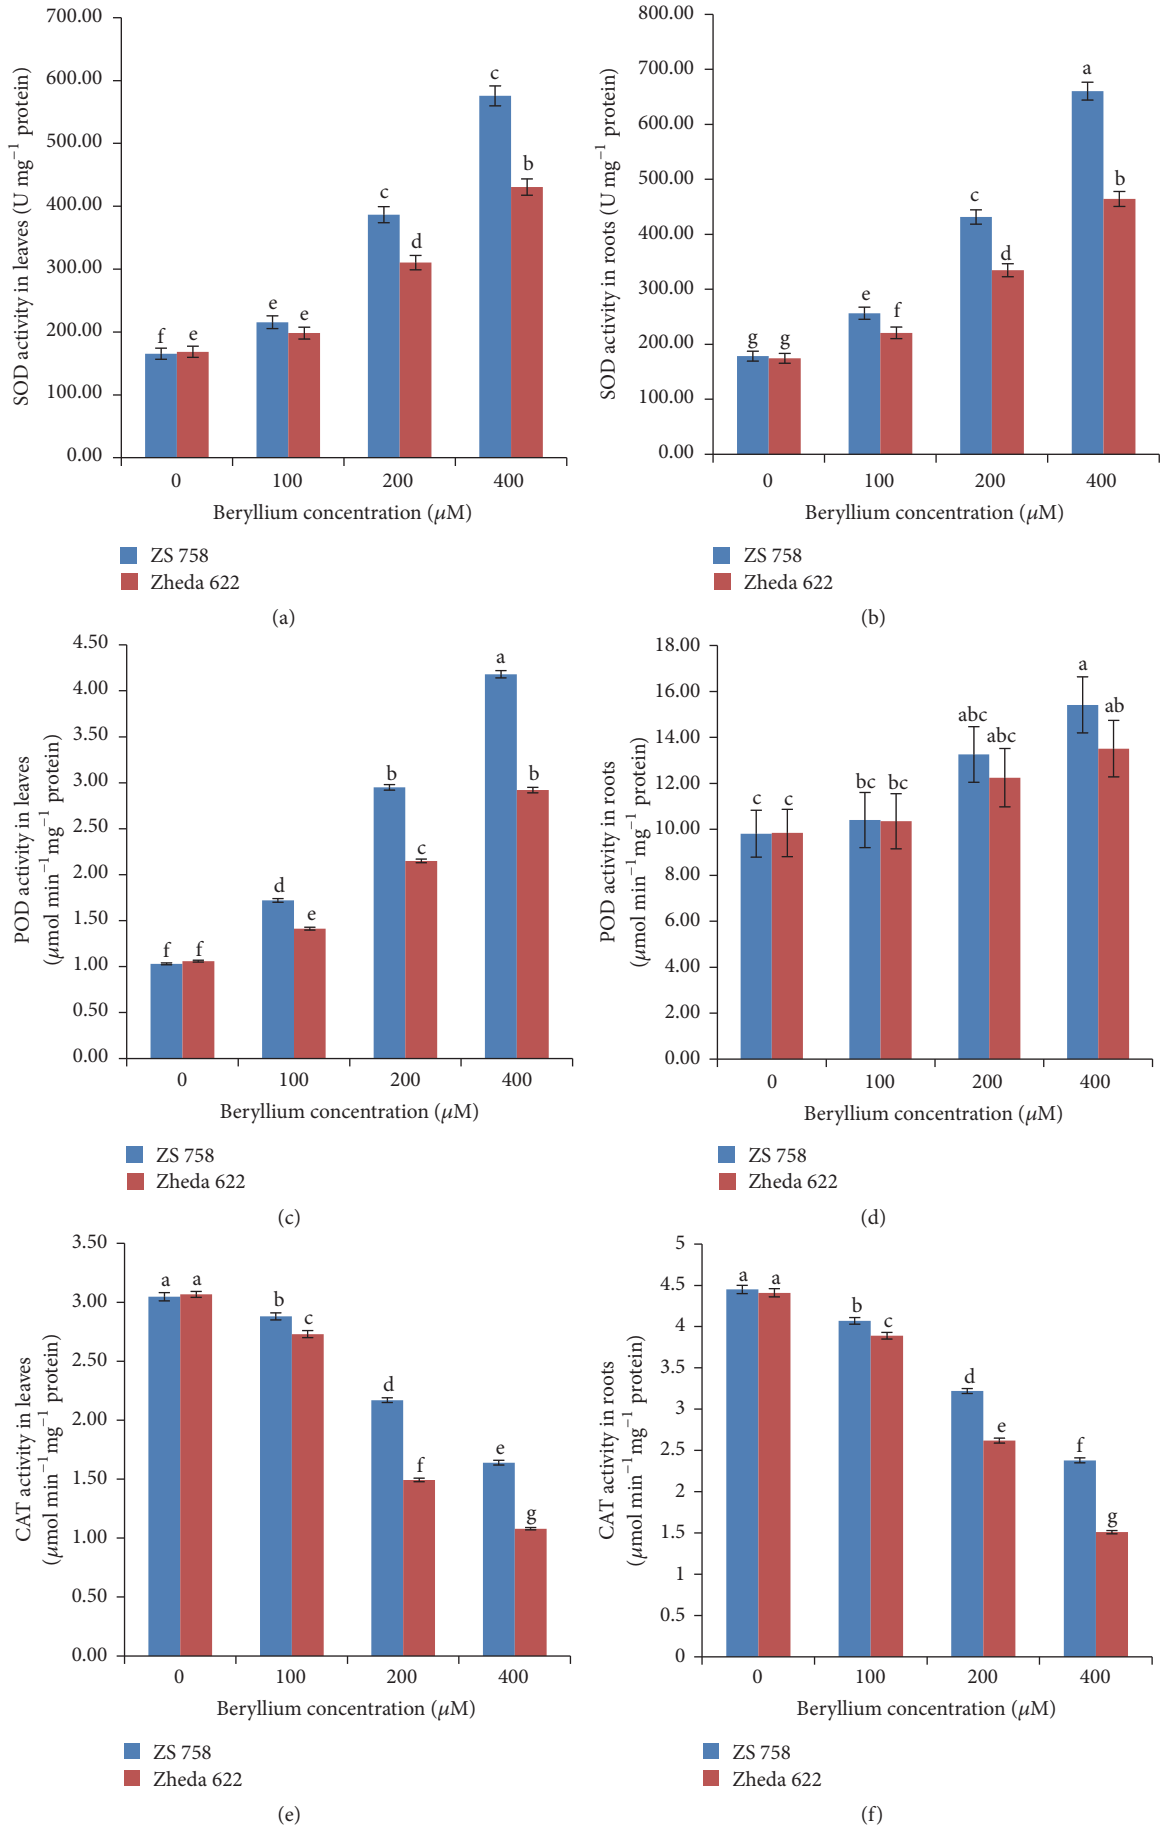 700.00
600.00
500.00
400.00
300.00
200.00
100.00
0.00
SOD activity in leaves (U mg−1 protein)
f e e e c d c b
0 100 200 400
Beryllium concentration (μM)
ZS 758
Zheda 622
(a)
800.00
700.00
600.00
500.00
400.00
300.00
200.00
100.00
0.00
SOD activity in roots (U mg−1 protein)
g g e f c d a b
0 100 200 400
Beryllium concentration (μM)
ZS 758
Zheda 622
(b)
4.50
4.00
3.50
3.00
2.50
2.00
1.50
1.00
0.50
0.00
POD activity in leaves
(μmol min−1mg−1 protein)
f f d e b c a b
0 100 200 400
Beryllium concentration (μM)
ZS 758
Zheda 622
(c)
18.00
16.00
14.00
12.00
10.00
8.00
6.00
4.00
2.00
0.00
POD activity in roots
(μmol min−1mg−1 protein)
c c bc bc abc abc a ab
0 100 200 400
Beryllium concentration (μM)
ZS 758
Zheda 622
(d)
3.50
3.00
2.50
2.00
1.50
1.00
0.50
0.00
CAT activity in leaves
(μmol min−1mg−1 protein)
a a b c d f e g
0 100 200 400
Beryllium concentration (μM)
ZS 758
Zheda 622
(e)
5
4.5
4
3.5
3
2.5
2
1.5
1
0.5
0
CAT activity in roots
(μmol min−1mg−1 protein)
a a b c d e f g
0 100 200 400
Beryllium concentration (μM)
ZS 758
Zheda 622
(f)